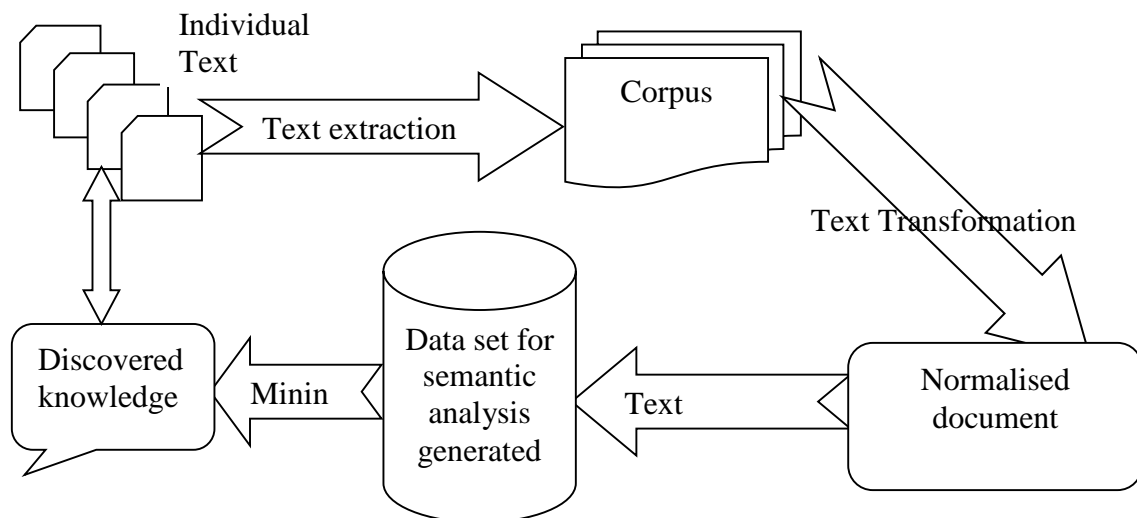 Individual
Text
Text extraction
Corpus
Text Transformation
Normalised
document
Text
Data set for
semantic
analysis
generated
Minin
Discovered
knowledge